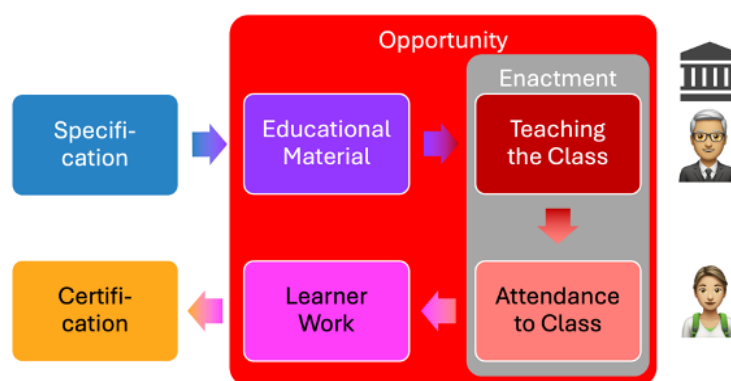 Opportunity
Enactment
Specifi-
cation
Educational
Material
Teaching
the Class
Certifi-
cation
Learner
Work
Attendance
to Class